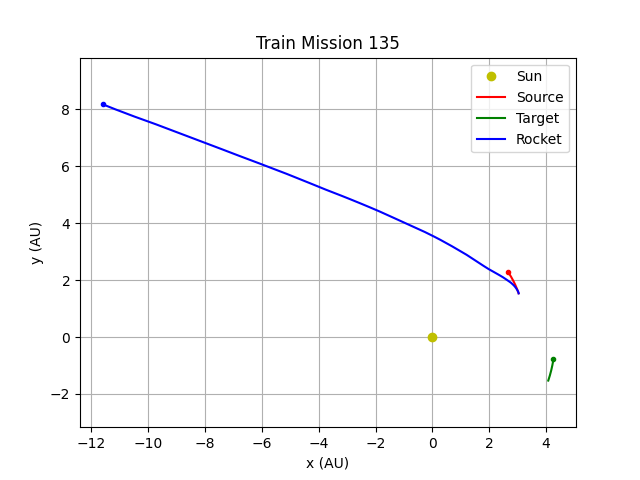 Train Mission 135
Sun
Source
Target
Rocket
y (AU)
8
6
4
2
0
−2
−12 −10 −8 −6 −4 −2 0 2 4
x (AU)